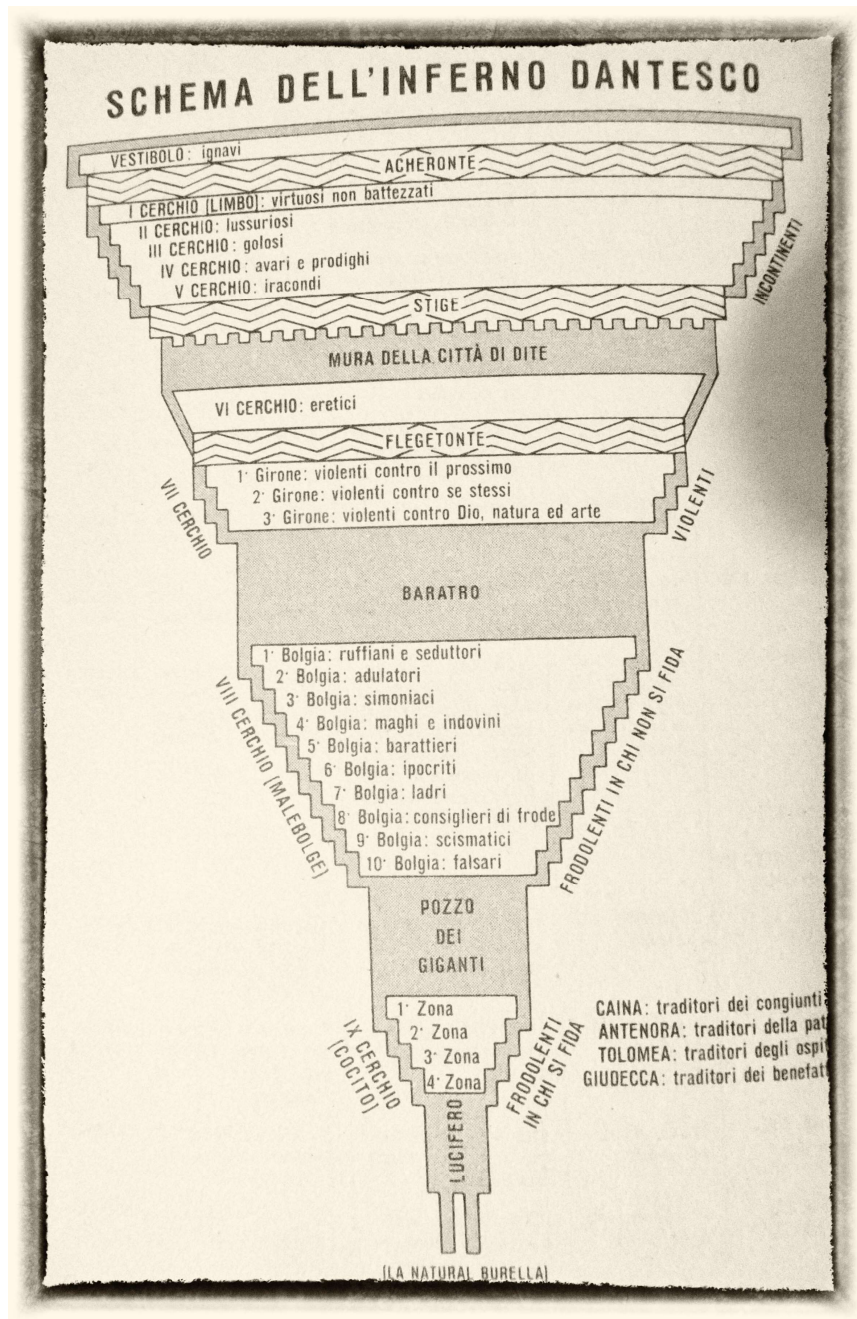 SCHEMA DELL'INFERNO DANTESCO
VESTIBOLO: ignavi
ACHERONTE
I CERCHIO [LIMBO]: virtuosi non battezzati
II CERCHIO: lussuriosi
III CERCHIO: golosi
IV CERCHIO: avari e prodighi
V CERCHIO: iracondi
INCONTINENTI
STIGE
MURA DELLA CITTÀ DI DITE
VI CERCHIO: eretici
FLEGETONTE
VII CERCHIO
1· Girone: violenti contro il prossimo
2· Girone: violenti contro se stessi
3· Girone: violenti contro Dio, natura ed arte
VIOLENTI
BARATRO
VIII CERCHIO [MALEBOLGE]
1· Bolgia: ruffiani e seduttori
2· Bolgia: adulatori
3· Bolgia: simoniaci
4· Bolgia: maghi e indovini
5· Bolgia: barattieri
6· Bolgia: ipocriti
7· Bolgia: ladri
8· Bolgia: consiglieri di frode
9· Bolgia: scismatici
10· Bolgia: falsari
FRODOLENTI IN CHI NON SI FIDA
POZZO
DEI
GIGANTI
IX CERCHIO
[COCITO]
1· Zona
2· Zona
3· Zona
4· Zona
FRODOLENTI
IN CHI SI FIDA
CAINA: traditori dei congiunti
ANTENORA: traditori della pat
TOLOMEA: traditori degli ospi
GIUDECCA: traditori dei benefat
LUCIFERO
[LA NATURAL BURELLA]